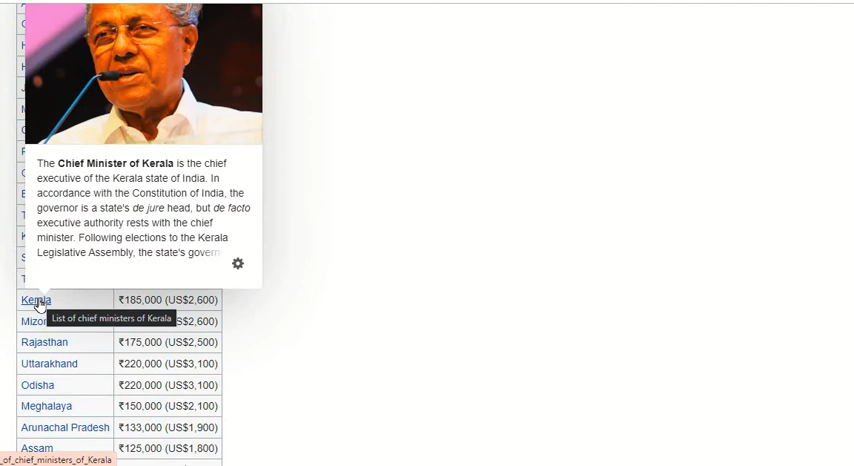 The Chief Minister of Kerala is the chief
executive of the Kerala state of India. In
accordance with the Constitution of India, the
governor is a state's de jure head, but de facto
executive authority rests with the chief
minister. Following elections to the Kerala
Legislative Assembly, the state's govern
Kerala ₹185,000 (US$2,600)
List of chief ministers of Kerala
Mizor S$2,600)
Rajasthan ₹175,000 (US$2,500)
Uttarakhand ₹220,000 (US$3,100)
Odisha ₹220,000 (US$3,100)
Meghalaya ₹150,000 (US$2,100)
Arunachal Pradesh ₹133,000 (US$1,900)
Assam ₹125,000 (US$1,800)
_of_chief_ministers_of_Kerala